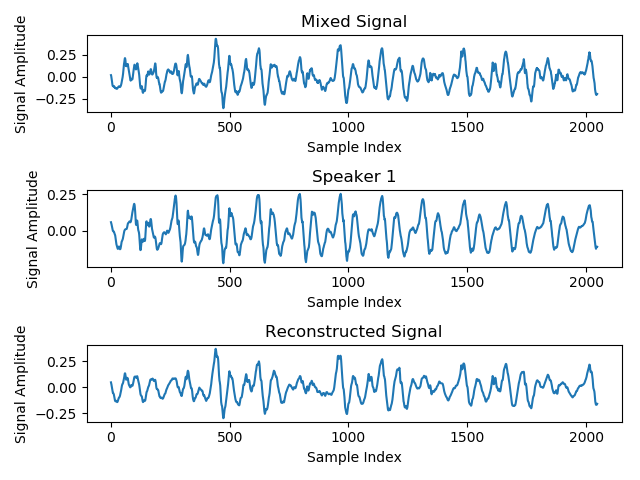 Mixed Signal
Signal Amplitude
0.25
0.00
−0.25
0 500 1000 1500 2000
Sample Index
Speaker 1
Signal Amplitude
0.25
0.00
0 500 1000 1500 2000
Sample Index
Reconstructed Signal
Signal Amplitude
0.25
0.00
−0.25
0 500 1000 1500 2000
Sample Index